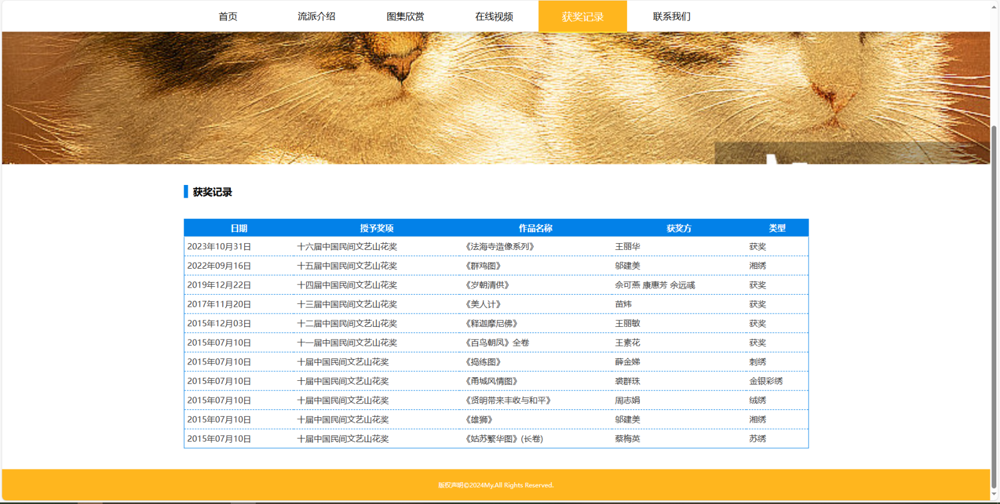 首页 流派介绍 图集欣赏 在线视频 获奖记录 联系我们
获奖记录
日期 授予奖项 作品名称 获奖方 类型
2023年10月31日 十六届中国民间文艺山花奖 《法海寺造像系列》 王丽华 获奖
2022年09月16日 十五届中国民间文艺山花奖 《群鸡图》 邬建美 湘绣
2019年12月22日 十四届中国民间文艺山花奖 《岁朝清供》 佘可燕 康惠芳 余远彧 获奖
2017年11月20日 十三届中国民间文艺山花奖 《美人计》 苗炜 获奖
2015年12月03日 十二届中国民间文艺山花奖 《释迦摩尼佛》 王丽敏 获奖
2015年07月10日 十一届中国民间文艺山花奖 《百鸟朝凤》全卷 王素花 获奖
2015年07月10日 十届中国民间文艺山花奖 《捣练图》 薛金娣 刺绣
2015年07月10日 十届中国民间文艺山花奖 《甬城风情图》 裘群珠 金银彩绣
2015年07月10日 十届中国民间文艺山花奖 《贤明带来丰收与和平》 周志娟 绒绣
2015年07月10日 十届中国民间文艺山花奖 《雄狮》 邬建美 湘绣
2015年07月10日 十届中国民间文艺山花奖 《姑苏繁华图》(长卷) 蔡梅英 苏绣
版权声明©2024My.All Rights Reserved.